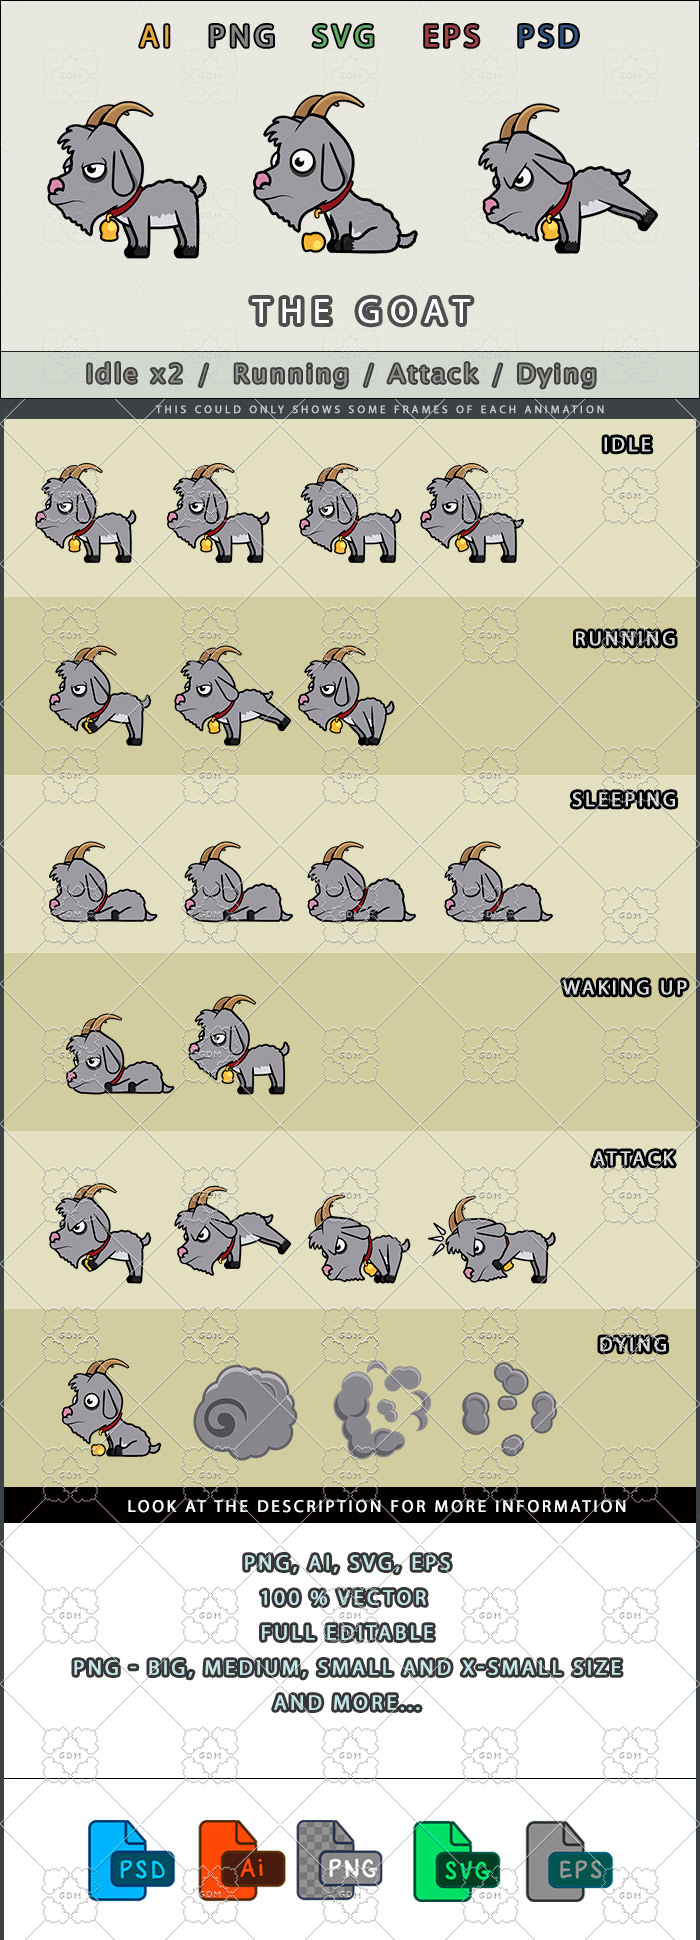 AI PNG SVG EPS PSD
THE GOAT
Idle x2 / Running / Attack / Dying
THIS COULD ONLY SHOWS SOME FRAMES OF EACH ANIMATION
IDLE
RUNNING
SLEEPING
WAKING UP
ATTACK
DYING
LOOK AT THE DESCRIPTION FOR MORE INFORMATION
PNG, AI, SVG, EPS
100 % VECTOR
FULL EDITABLE
PNG - BIG, MEDIUM, SMALL AND X-SMALL SIZE
AND MORE...
PSD Ai PNG SVG EPS
GDM